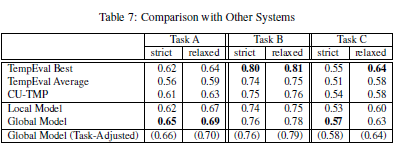 Table 7: Comparison with Other Systems
Task A Task B Task C
strict relaxed strict relaxed strict relaxed
TempEval Best 0.62 0.64 0.80 0.81 0.55 0.64
TempEval Average 0.56 0.59 0.74 0.75 0.51 0.58
CU-TMP 0.61 0.63 0.75 0.76 0.54 0.58
Local Model 0.62 0.67 0.74 0.75 0.53 0.60
Global Model 0.65 0.69 0.76 0.78 0.57 0.63
Global Model (Task-Adjusted) (0.66) (0.70) (0.76) (0.79) (0.58) (0.64)